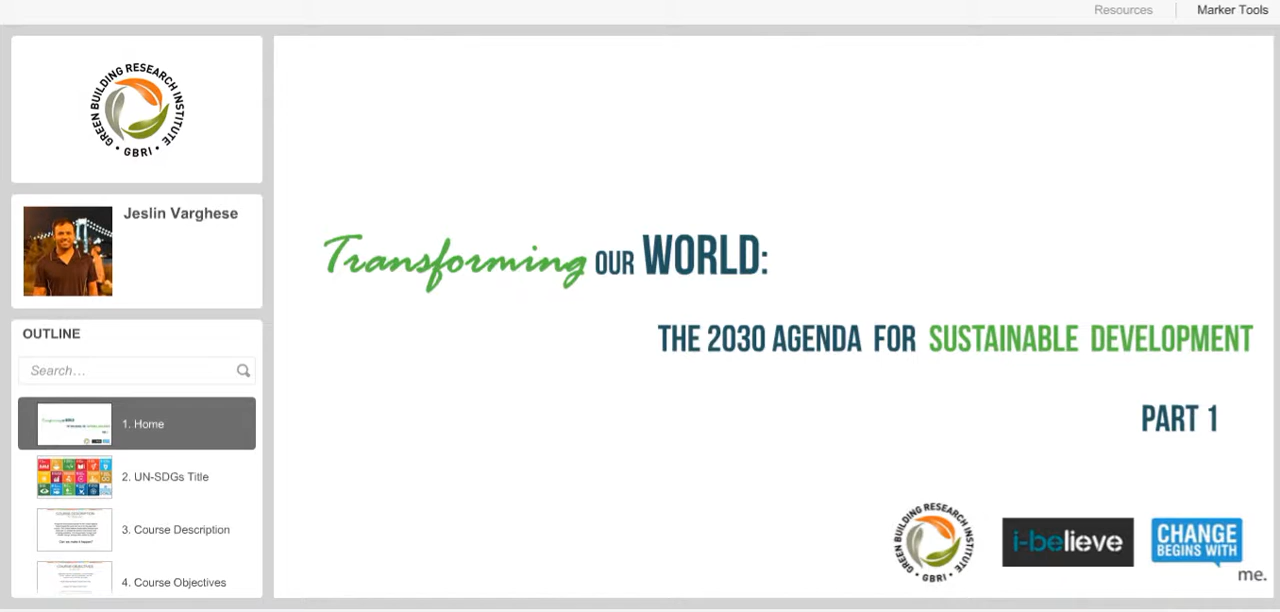 Resources
Marker Tools
GREEN BUILDING RESEARCH INSTITUTE
• GBRI •
Jeslin Varghese
OUTLINE
Search...
1. Home
2. UN-SDGs Title
3. Course Description
4. Course Objectives
Transforming OUR WORLD:
THE 2030 AGENDA FOR SUSTAINABLE DEVELOPMENT
PART 1
GREEN BUILDING RESEARCH INSTITUTE
• GBRI •
i-believe
CHANGE
BEGINS WITH
me.